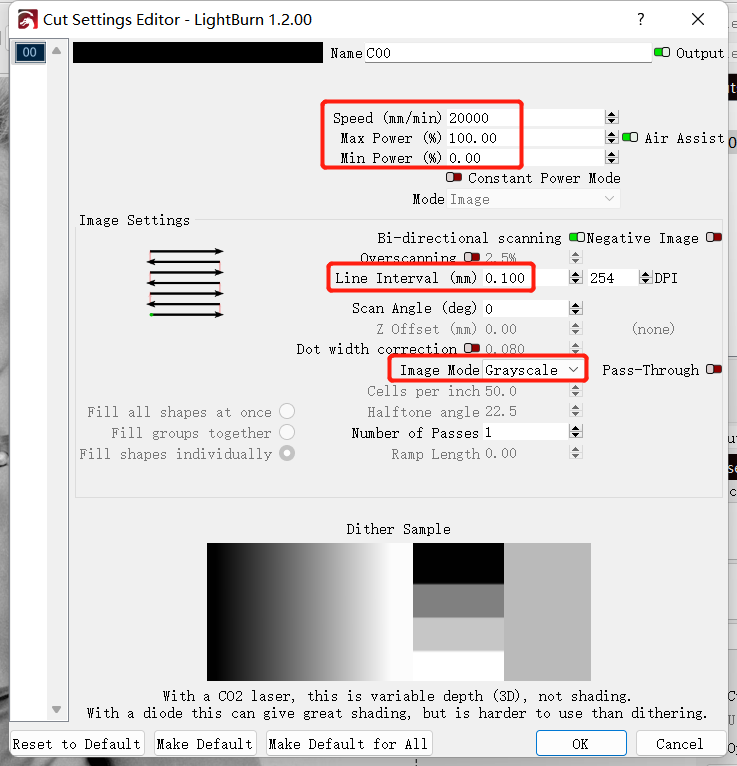 Cut Settings Editor - LightBurn 1.2.00
?
00
Name C00 Output
Speed (mm/min) 20000
Max Power (%) 100.00 Air Assist
Min Power (%) 0.00
Constant Power Mode
Mode Image
Image Settings
Bi-directional scanning Negative Image
Overscanning 2.5%
Line Interval (mm) 0.100 254 DPI
Scan Angle (deg) 0
Z Offset (mm) 0.00 (none)
Dot width correction 0.080
Image Mode Grayscale Pass-Through
Cells per inch 50.0
Fill all shapes at once Halftone angle 22.5
Fill groups together Number of Passes 1
Fill shapes individually Ramp Length 0.00
Dither Sample
With a CO2 laser, this is variable depth (3D), not shading.
With a diode this can give great shading, but is harder to use than dithering.
Reset to Default Make Default Make Default for All OK Cancel